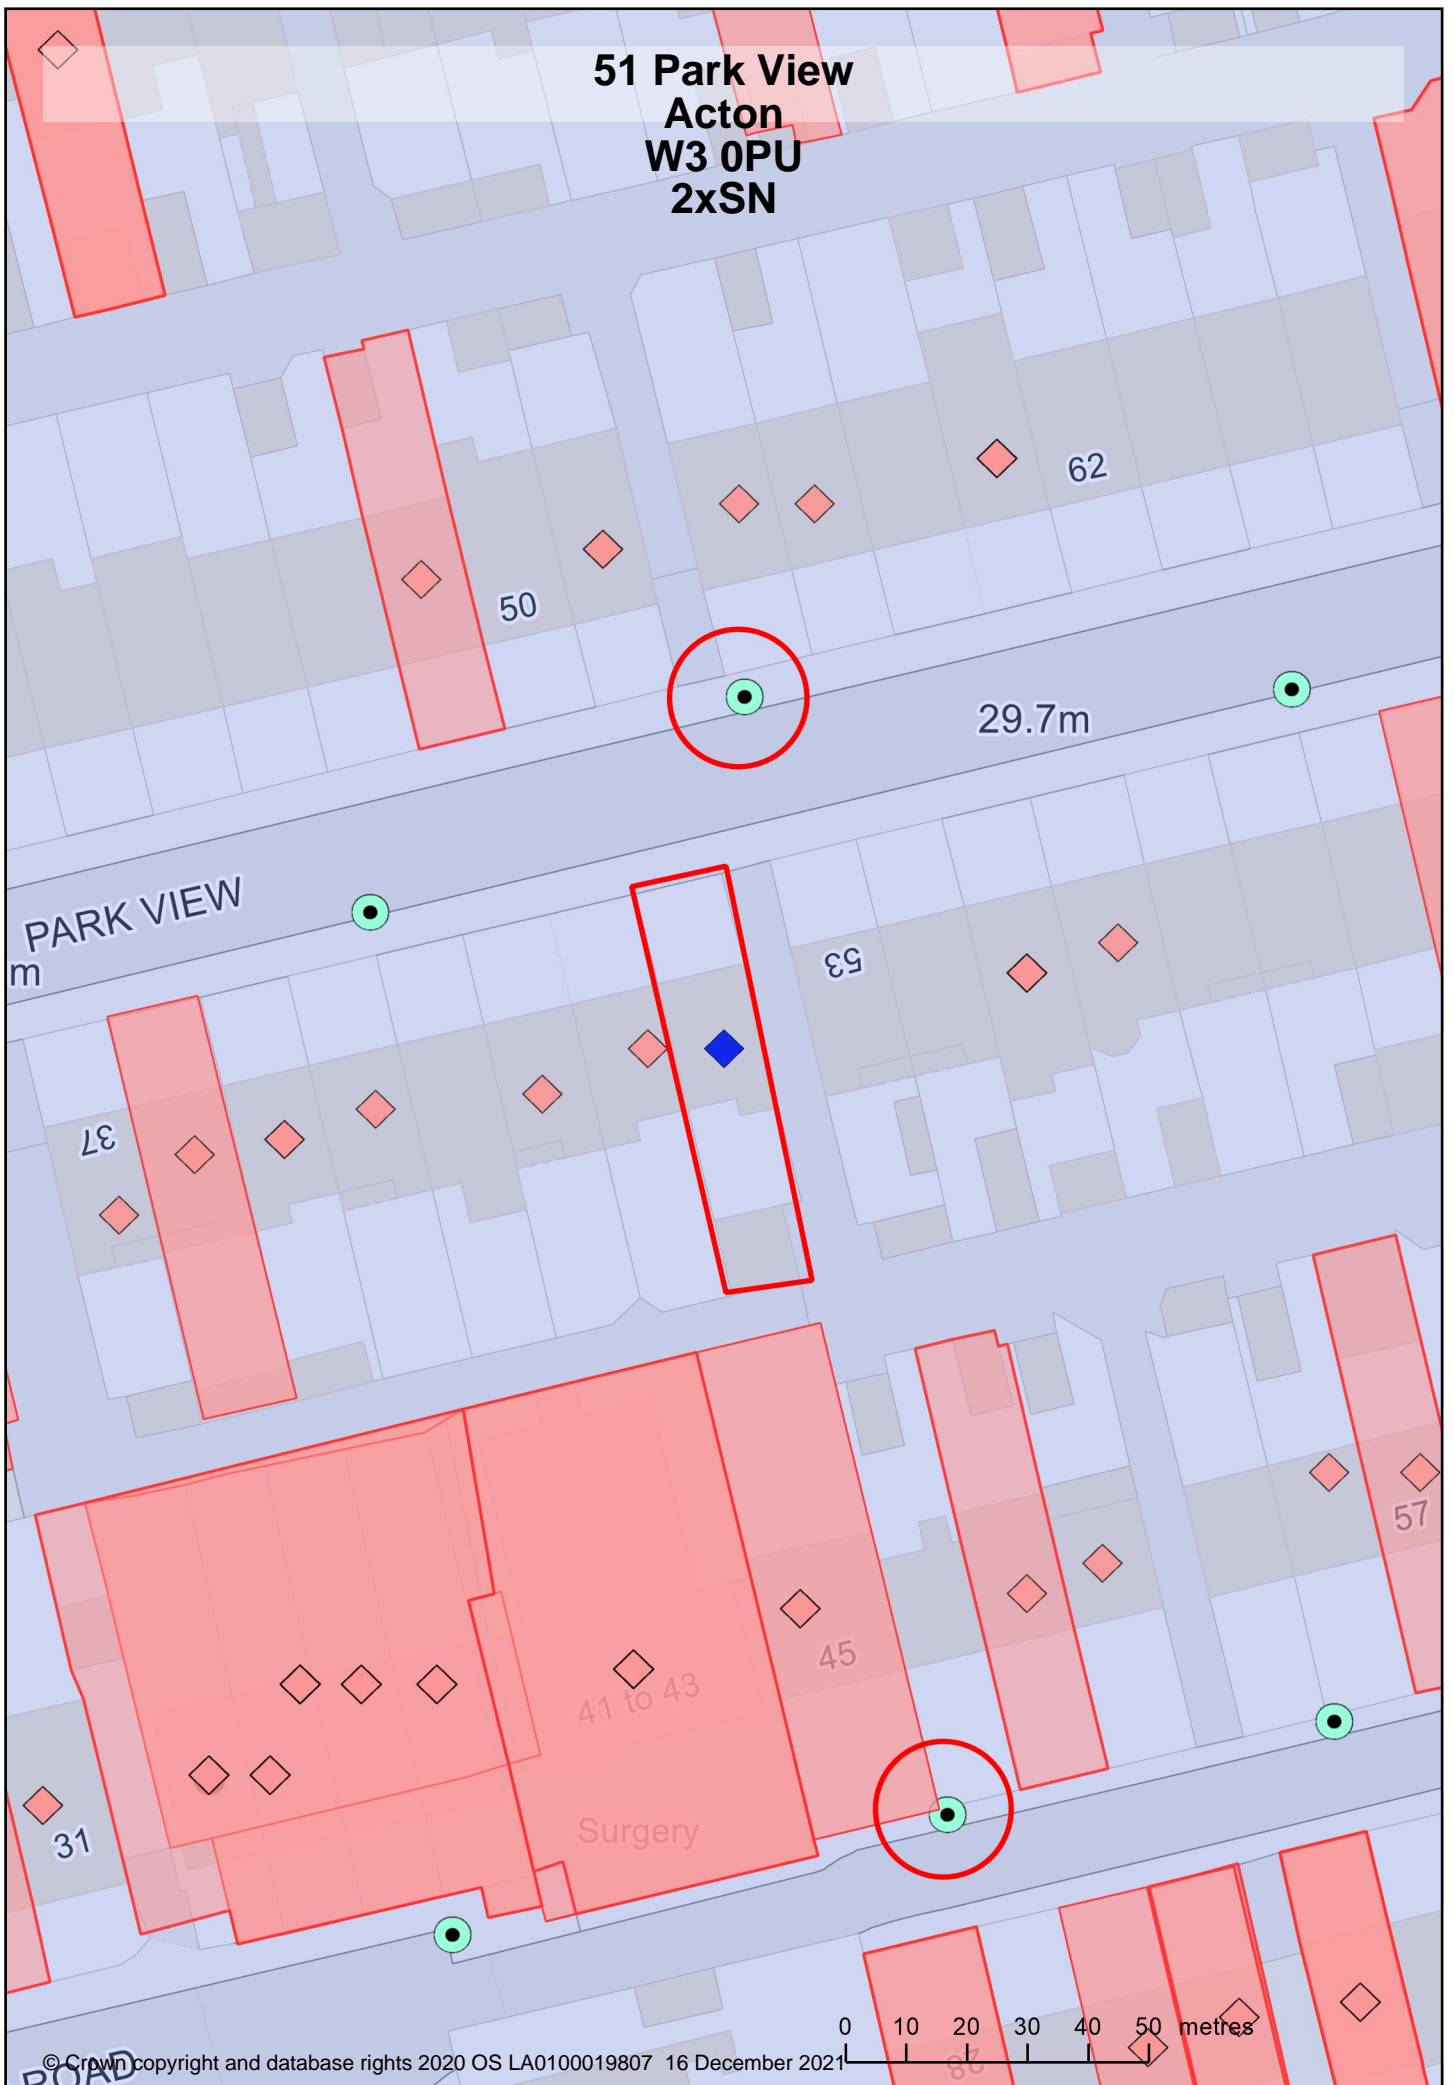 51 Park View
Acton
W3 0PU
2xSN
62
50
29.7m
PARK VIEW
m
53
37
57
45
41 to 43
Surgery
31
0 10 20 30 40 50 metres
ROAD
© Crown copyright and database rights 2020 OS LA0100019807 16 December 2021
28